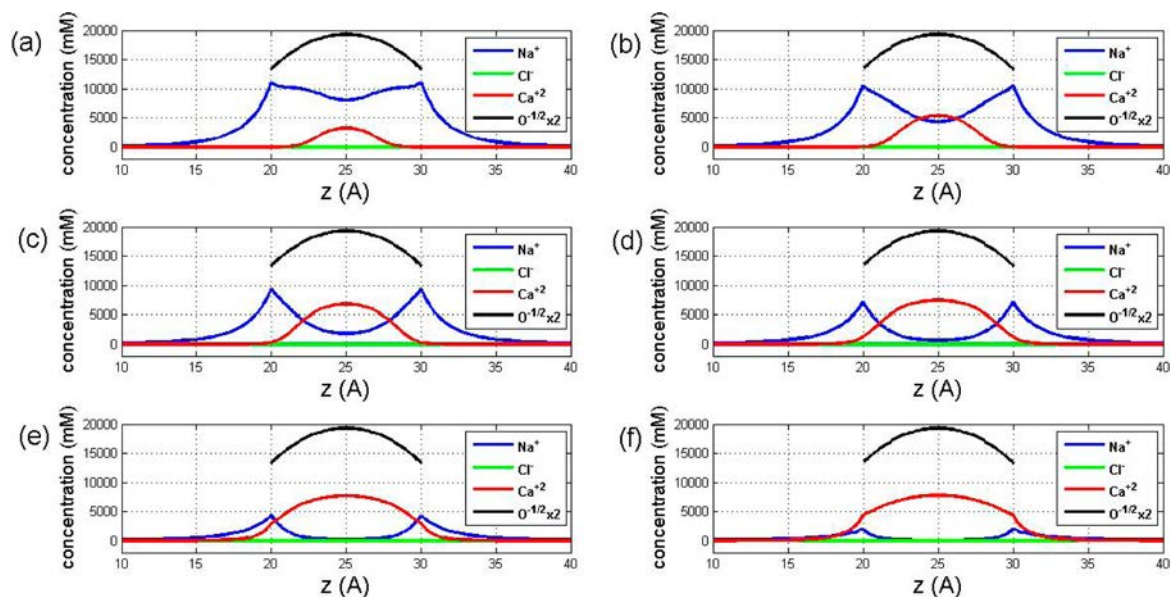 (a)
concentration (mM)
20000
15000
10000
5000
0
10 15 20 25 30 35 40
z (A)
Na+
Cl-
Ca+2
O-1/2x2
(b)
concentration (mM)
20000
15000
10000
5000
0
10 15 20 25 30 35 40
z (A)
Na+
Cl-
Ca+2
O-1/2x2
(c)
concentration (mM)
20000
15000
10000
5000
0
10 15 20 25 30 35 40
z (A)
Na+
Cl-
Ca+2
O-1/2x2
(d)
concentration (mM)
20000
15000
10000
5000
0
10 15 20 25 30 35 40
z (A)
Na+
Cl-
Ca+2
O-1/2x2
(e)
concentration (mM)
20000
15000
10000
5000
0
10 15 20 25 30 35 40
z (A)
Na+
Cl-
Ca+2
O-1/2x2
(f)
concentration (mM)
20000
15000
10000
5000
0
10 15 20 25 30 35 40
z (A)
Na+
Cl-
Ca+2
O-1/2x2